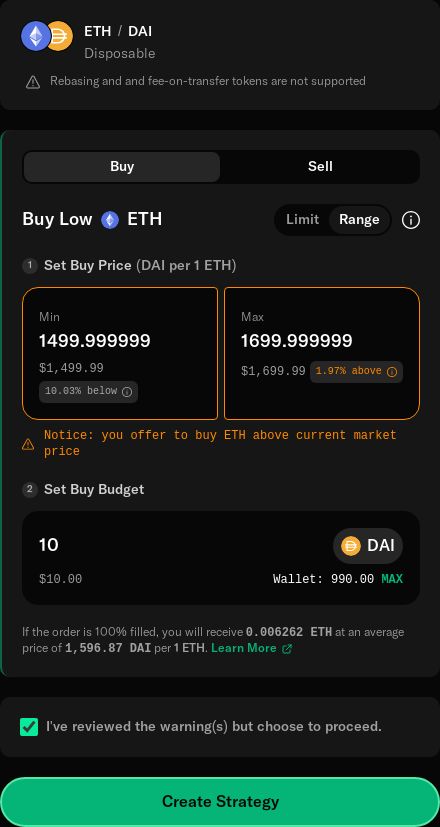 ETH / DAI
Disposable
Rebasing and and fee-on-transfer tokens are not supported
Buy
Sell
Buy Low ETH
Limit
Range
1 Set Buy Price (DAI per 1 ETH)
Min
1499.999999
$1,499.99
10.03% below
Max
1699.999999
$1,699.99 1.97% above
Notice: you offer to buy ETH above current market
price
2 Set Buy Budget
10
DAI
$10.00
Wallet: 990.00 MAX
If the order is 100% filled, you will receive 0.006262 ETH at an average
price of 1,596.87 DAI per 1 ETH. Learn More
I've reviewed the warning(s) but choose to proceed.
Create Strategy